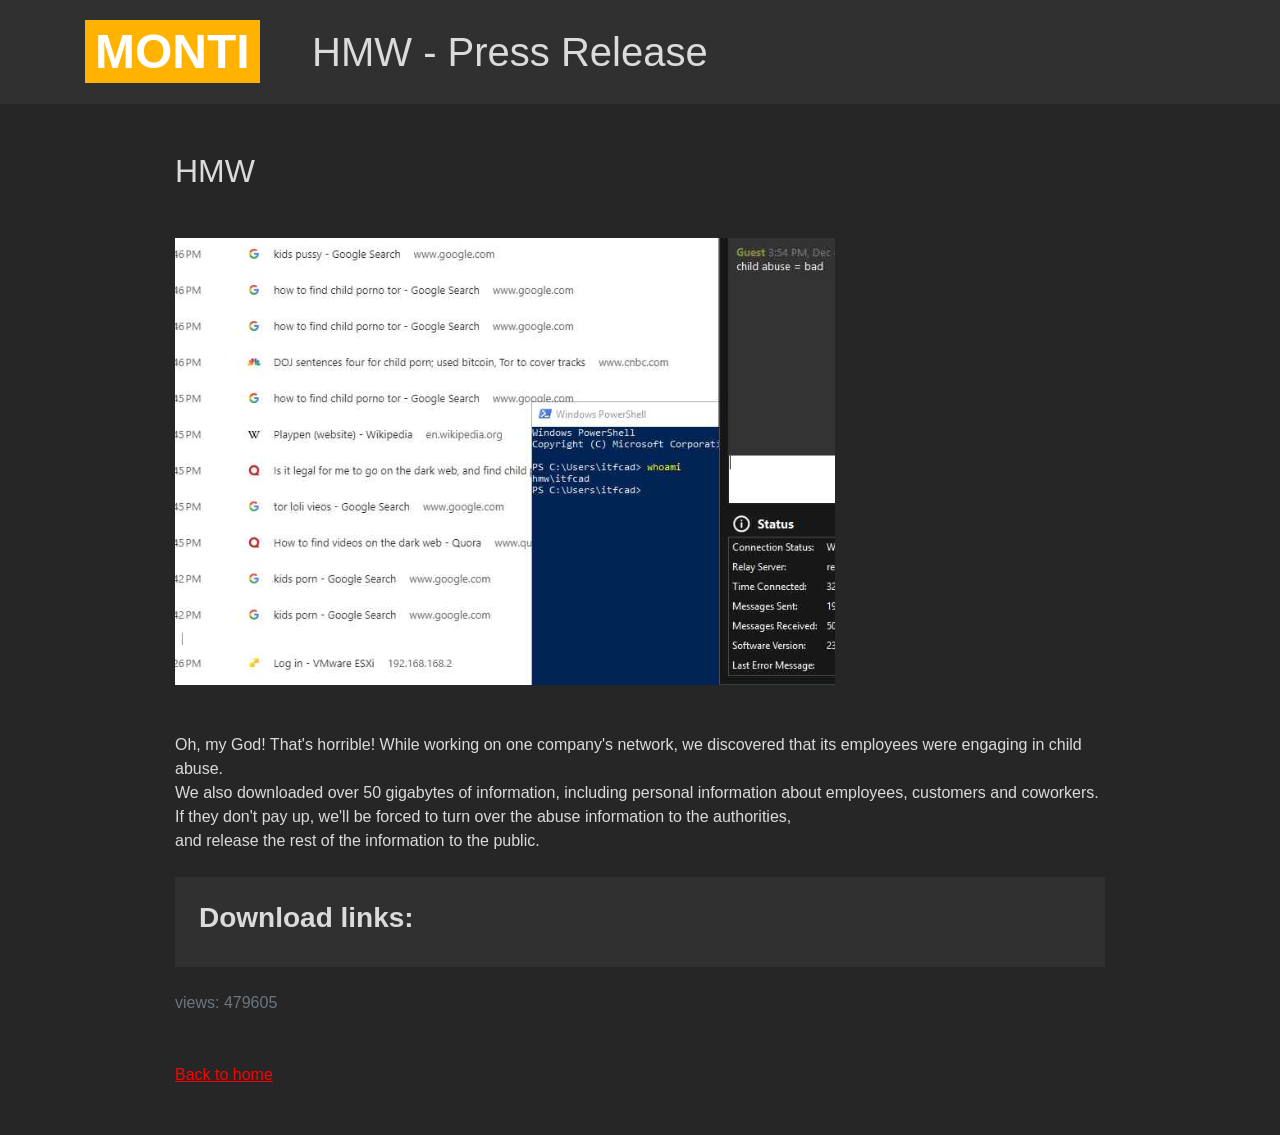 MONTI
HMW - Press Release
HMW
46 PM kids pussy - Google Search www.google.com
46 PM how to find child porno tor - Google Search www.google.com
46 PM how to find child porno tor - Google Search www.google.com
46 PM DOJ sentences four for child porn; used bitcoin, Tor to cover tracks www.cnbc.com
45 PM how to find child porno tor - Google Search www.google.com
45 PM Playpen (website) - Wikipedia en.wikipedia.org
45 PM Is it legal for me to go on the dark web, and find child
45 PM tor loli vieos - Google Search www.google.com
45 PM How to find videos on the dark web - Quora www.qu
42 PM kids porn - Google Search www.google.com
42 PM kids porn - Google Search www.google.com
26 PM Log in - VMware ESXi 192.168.168.2
Windows PowerShell
Windows PowerShell
Copyright (C) Microsoft Corporati
PS C:\Users\itfcad> whoami
hmw\itfcad
PS C:\Users\itfcad>
Guest 3:54 PM, Dec
child abuse = bad
Status
Connection Status: W
Relay Server: re
Time Connected: 32
Messages Sent: 19
Messages Received: 50
Software Version: 23
Last Error Message:
Oh, my God! That's horrible! While working on one company's network, we discovered that its employees were engaging in child
abuse.
We also downloaded over 50 gigabytes of information, including personal information about employees, customers and coworkers.
If they don't pay up, we'll be forced to turn over the abuse information to the authorities,
and release the rest of the information to the public.
Download links:
views: 479605
Back to home